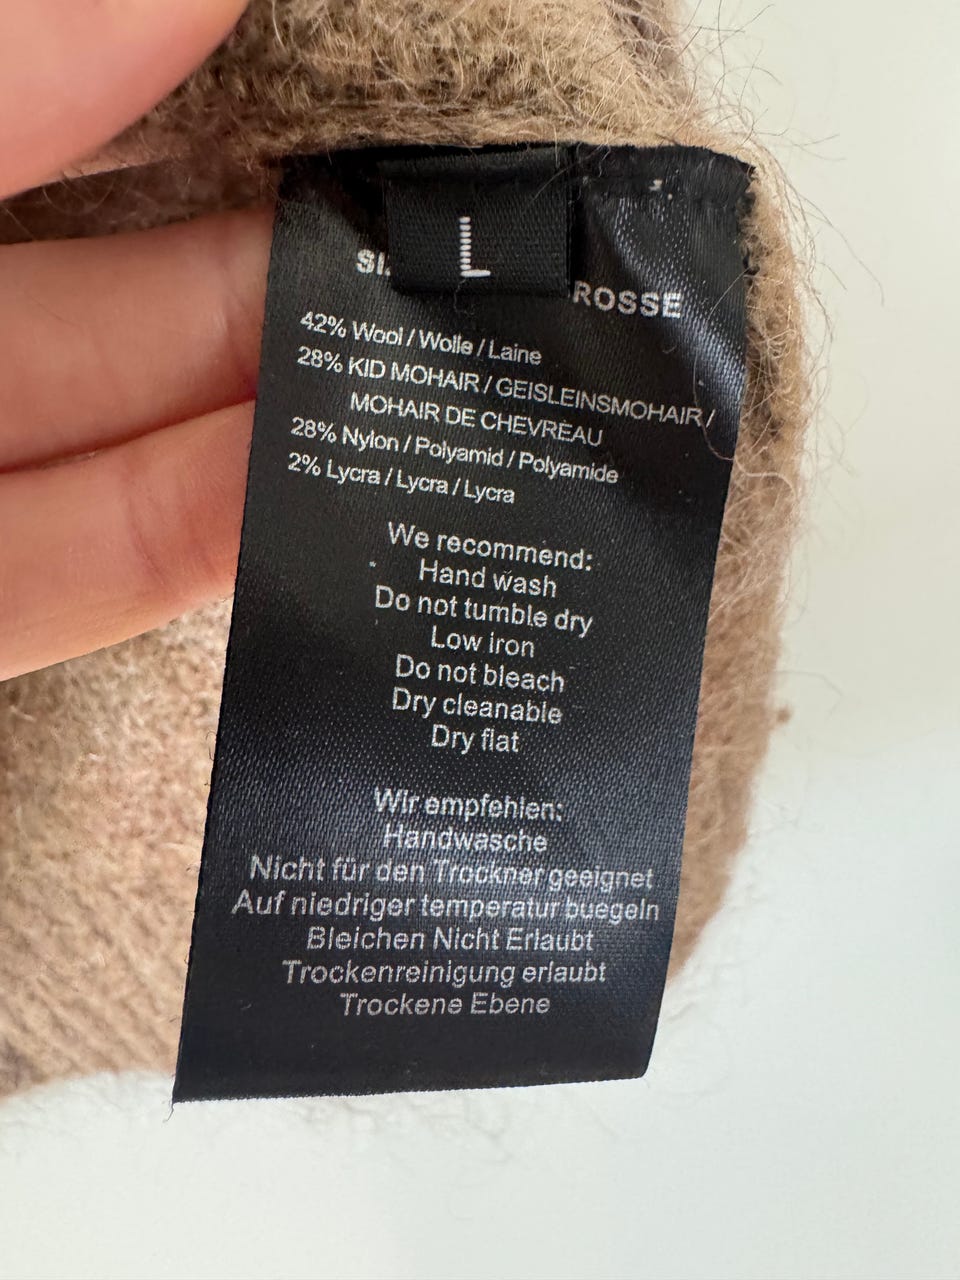 L
ROSSE
42% Wool / Wolle / Laine
28% KID MOHAIR / GEISLEINSMOHAIR /
MOHAIR DE CHEVREAU
28% Nylon / Polyamid / Polyamide
2% Lycra / Lycra / Lycra
We recommend:
Hand wash
Do not tumble dry
Low iron
Do not bleach
Dry cleanable
Dry flat
Wir empfehlen:
Handwasche
Nicht für den Trockner geeignet
Auf niedriger temperatur buegeln
Bleichen Nicht Erlaubt
Trockenreinigung erlaubt
Trockene Ebene